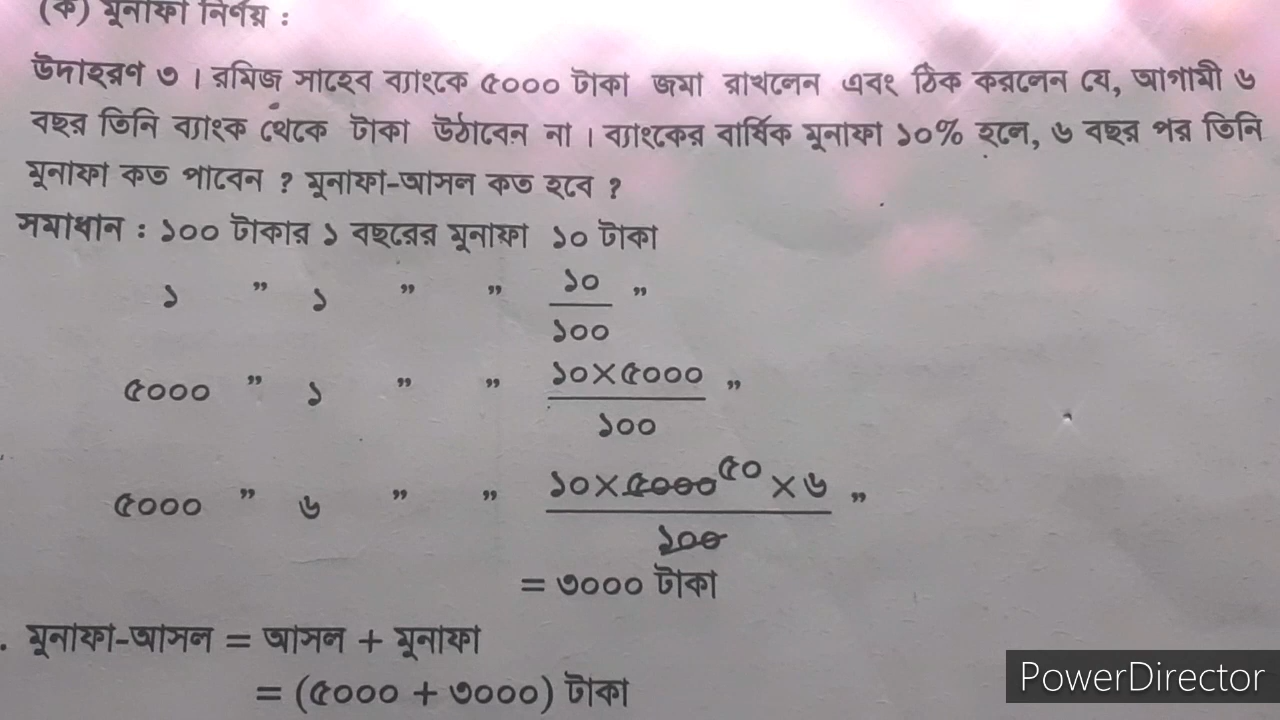 (ক) মুনাফা নির্ণয় :
উদাহরণ ৩ । রমিজ সাহেব ব্যাংকে ৫০০০ টাকা জমা রাখলেন এবং ঠিক করলেন যে, আগামী ৬
বছর তিনি ব্যাংক থেকে টাকা উঠাবেন না । ব্যাংকের বার্ষিক মুনাফা ১০% হলে, ৬ বছর পর তিনি
মুনাফা কত পাবেন ? মুনাফা-আসল কত হবে ?
সমাধান : ১০০ টাকার ১ বছরের মুনাফা ১০ টাকা
১ ” ১ ” ” ১০/১০০ ”
৫০০০ ” ১ ” ” ১০×৫০০০/১০০ ”
৫০০০ ” ৬ ” ” ১০×৫০০০ ৫০ ×৬/১০০ ”
= ৩০০০ টাকা
. মুনাফা-আসল = আসল + মুনাফা
= (৫০০০ + ৩০০০) টাকা
PowerDirector